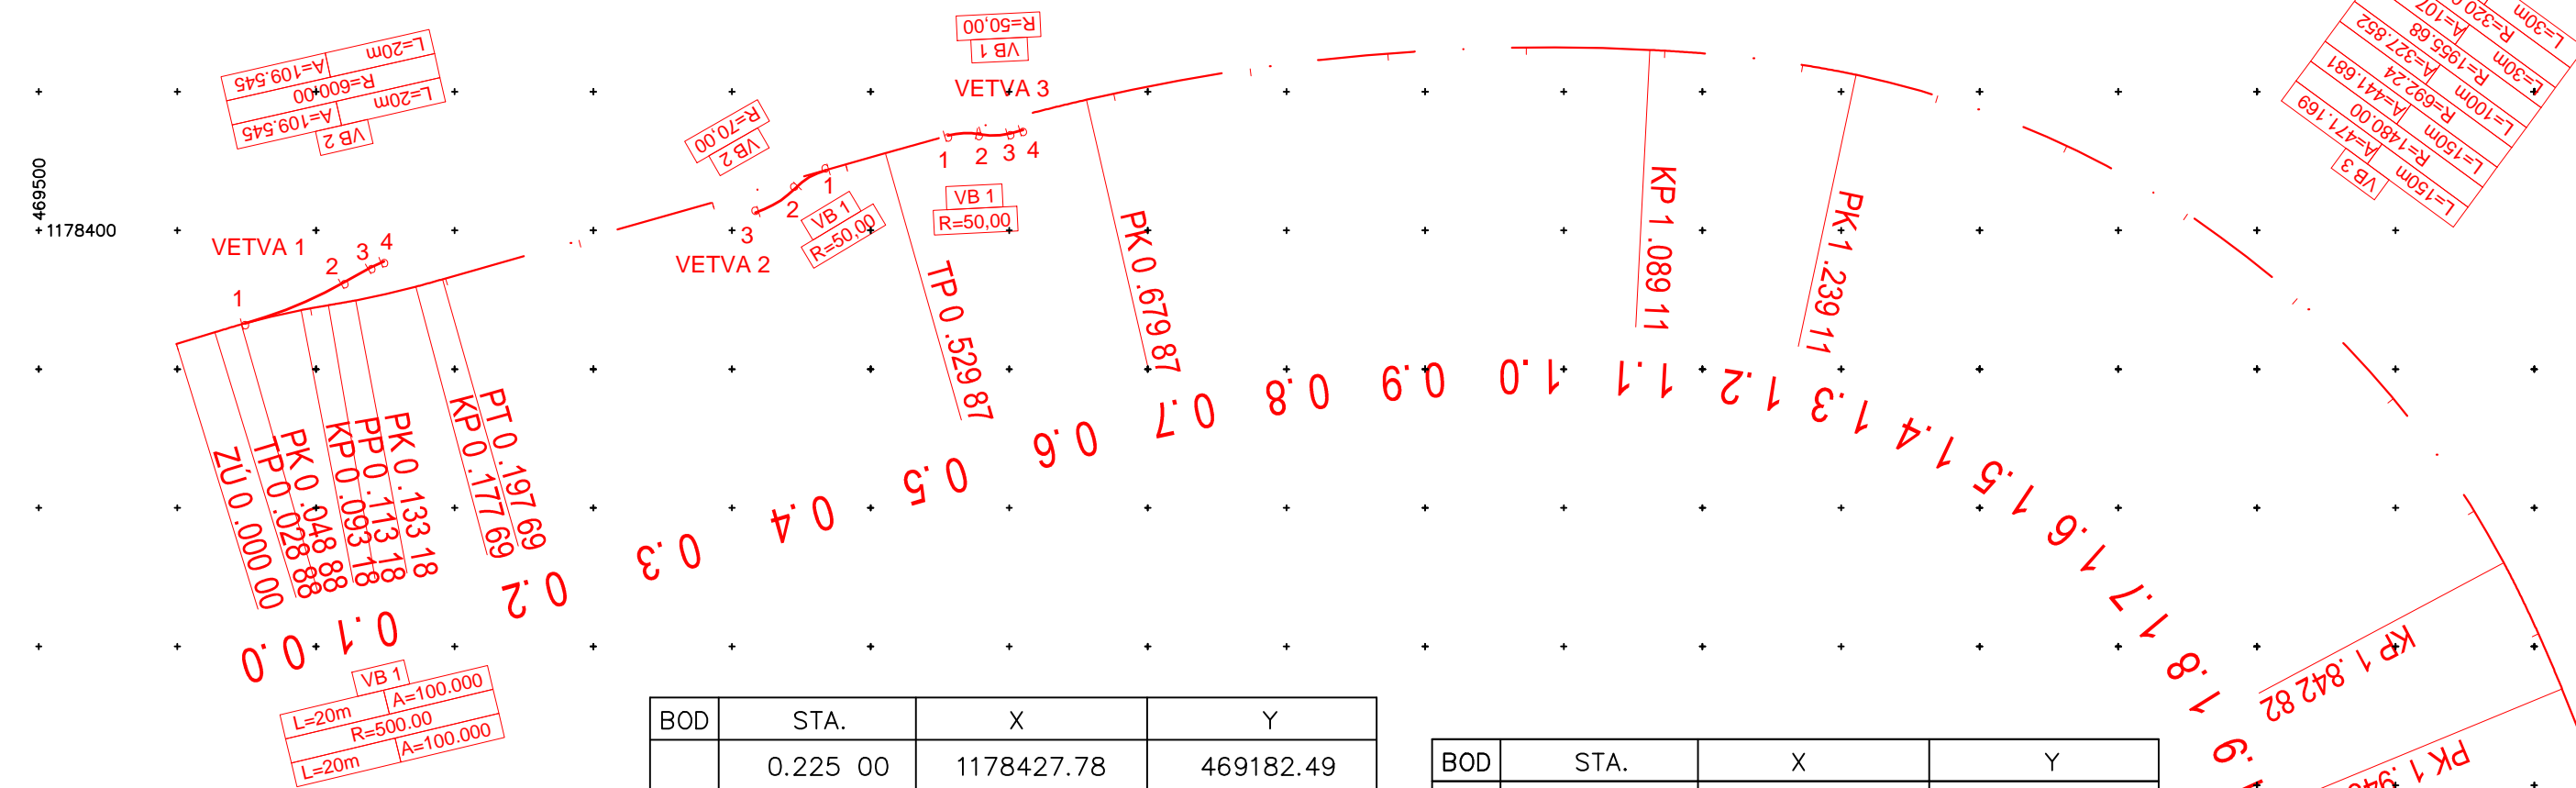 R=50,00
VB 1
VETVA 3
L=20m
A=109.545
R=600.00
L=20m
A=109.545
VB 2
R=70,00
VB 2
L=30m
R=320.0
A=107
L=30m
R=1955.68
A=327.852
L=100m
R=692.24
A=441.681
L=150m
R=1480.00
A=471.169
L=150m
VB 3
469500
1178400
VETVA 1
1
2
3
4
VETVA 2
1
2
3
VB 1
R=50,00
1
2
3
4
VB 1
R=50,00
ZÚ 0 .000 00
TP 0 .028 88
PK 0 .048 88
KP 0 .093 18
PP 0 .113 18
PK 0 .133 18
KP 0 .177 69
PT 0 .197 69
TP 0 .529 87
PK 0 .679 87
KP 1 .089 11
PK 1 .239 11
KP 1 .842 82
PK 1 .94
0.0
0.1
0.2
0.3
0.4
0.5
0.6
0.7
0.8
0.9
1.0
1.1
1.2
1.3
1.4
1.5
1.6
1.7
1.8
1.9
VB 1
L=20m
A=100.000
R=500.00
L=20m
A=100.000
BOD STA. X Y
0.225 00 1178427.78 469182.49
BOD STA. X Y